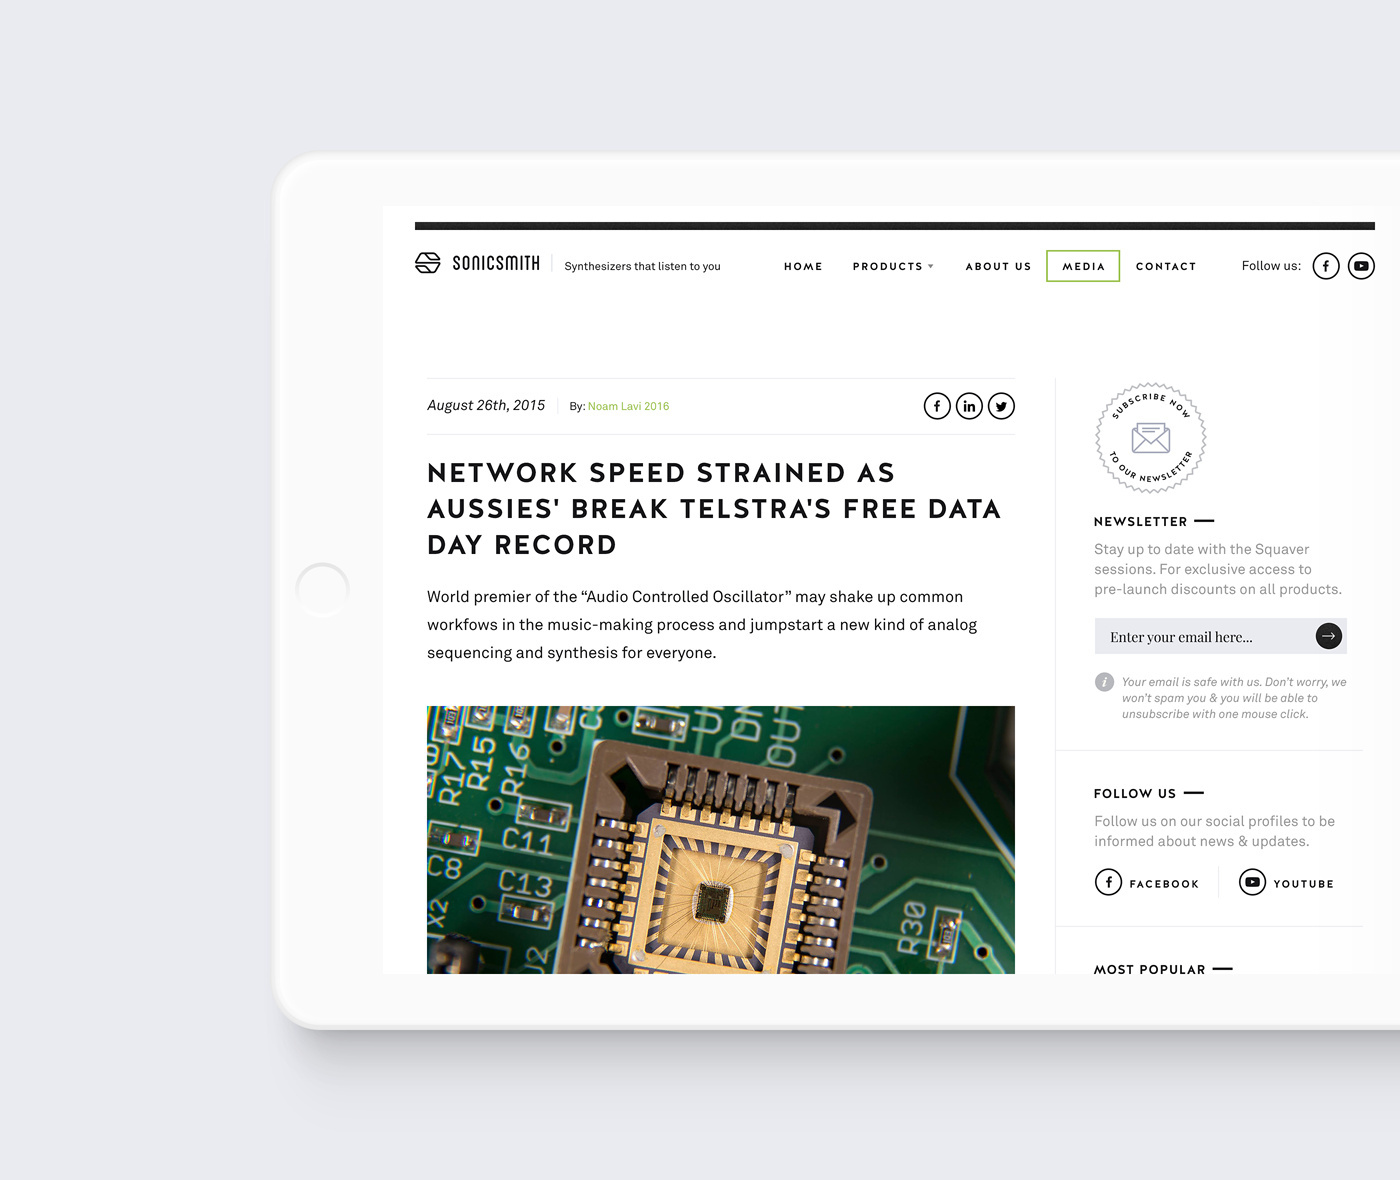 SONICSMITH
Synthesizers that listen to you
HOME
PRODUCTS
ABOUT US
MEDIA
CONTACT
Follow us:
August 26th, 2015
By: Noam Lavi 2016
NETWORK SPEED STRAINED AS
AUSSIES' BREAK TELSTRA'S FREE DATA
DAY RECORD
World premier of the “Audio Controlled Oscillator” may shake up common
workfows in the music-making process and jumpstart a new kind of analog
sequencing and synthesis for everyone.
R17
R15
R16
C11
C8
C13
X2
R30
SUBSCRIBE NOW
TO OUR NEWSLETTER
NEWSLETTER
Stay up to date with the Squaver
sessions. For exclusive access to
pre-launch discounts on all products.
Enter your email here...
Your email is safe with us. Don't worry, we
won't spam you & you will be able to
unsubscribe with one mouse click.
FOLLOW US
Follow us on our social profiles to be
informed about news & updates.
FACEBOOK
YOUTUBE
MOST POPULAR